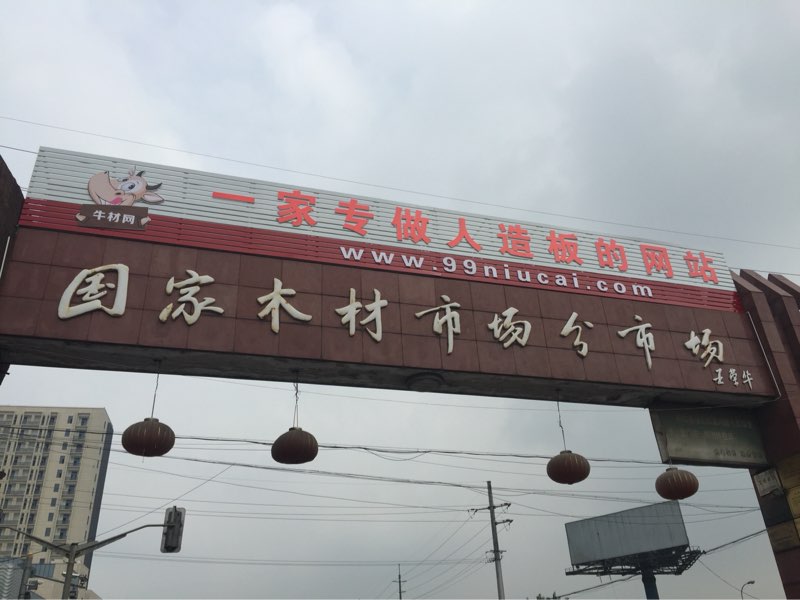 一家专做人造板的网站
牛材网
www.99niucai.com
国家木材市场分市场